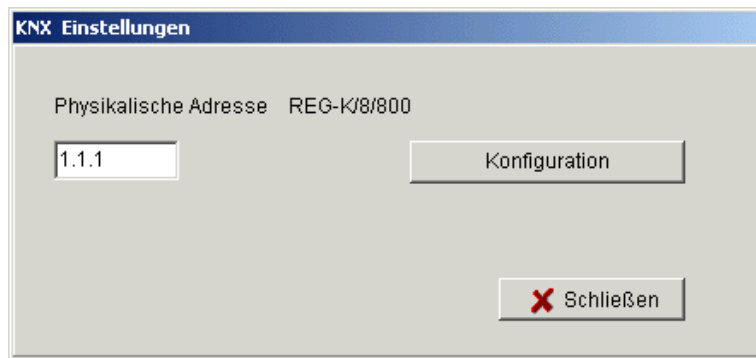 KNX Einstellungen
Physikalische Adresse REG-K/8/800
1.1.1
Konfiguration
Schließen